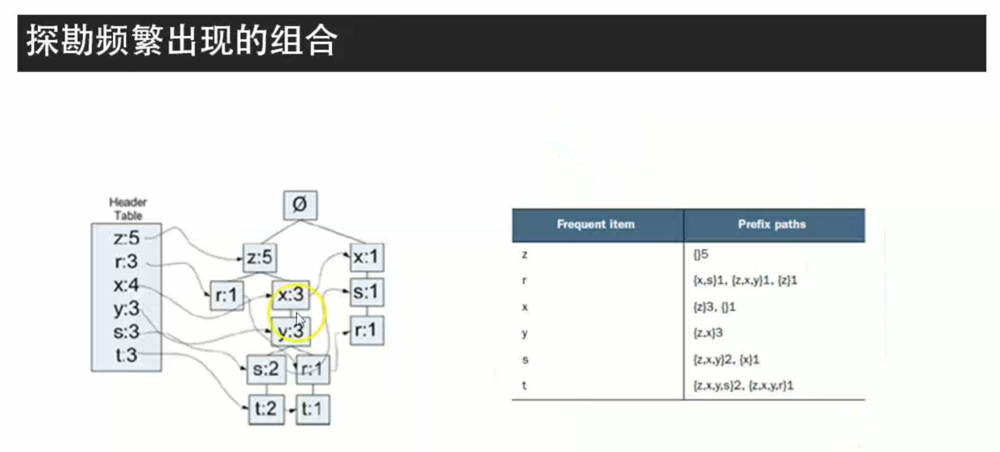 探勘频繁出现的组合
Header
Table
z:5
r:3
x:4
y:3
s:3
t:3
Ø
z:5
x:1
r:1
x:3
s:1
y:3
r:1
s:2
r:1
t:2
t:1
Frequent item
Prefix paths
z
{}5
r
{x,s}1, {z,x,y}1, {z}1
x
{z}3, {}1
y
{z,x}3
s
{z,x,y}2, {x}1
t
{z,x,y,s}2, {z,x,y,r}1